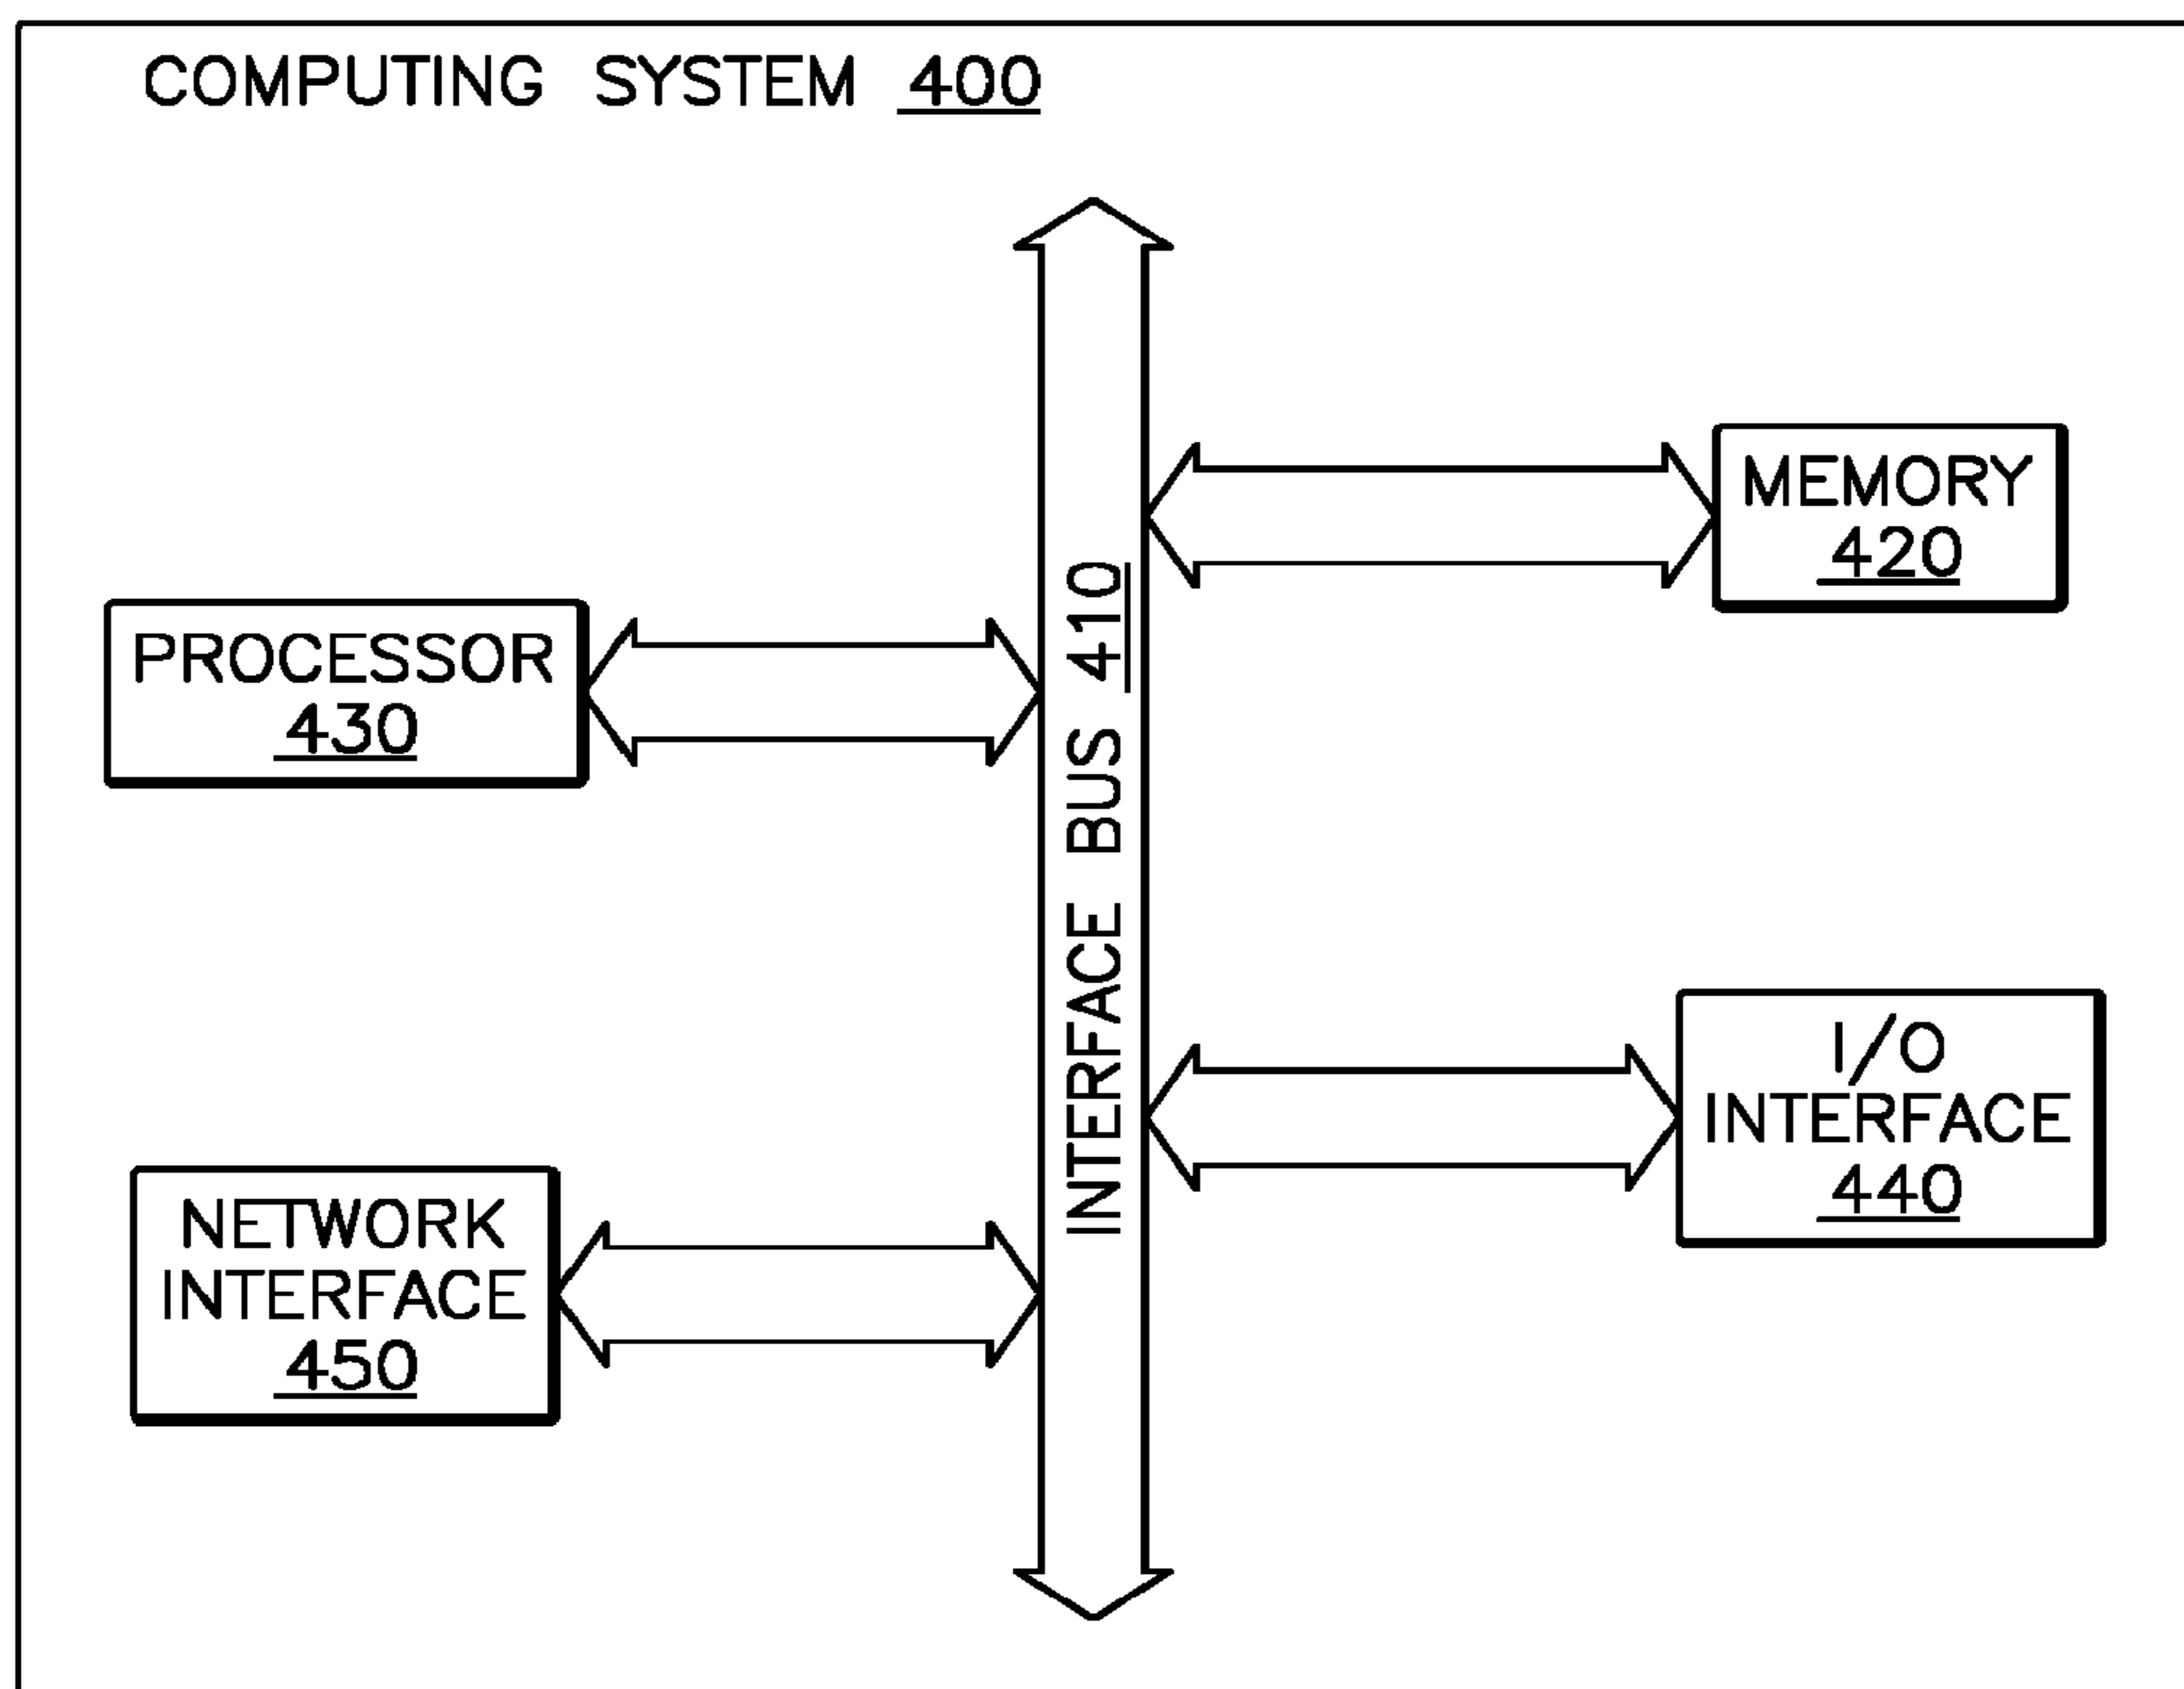 COMPUTING SYSTEM 400
MEMORY
420
PROCESSOR
430
INTERFACE BUS 410
I/O
INTERFACE
440
NETWORK
INTERFACE
450